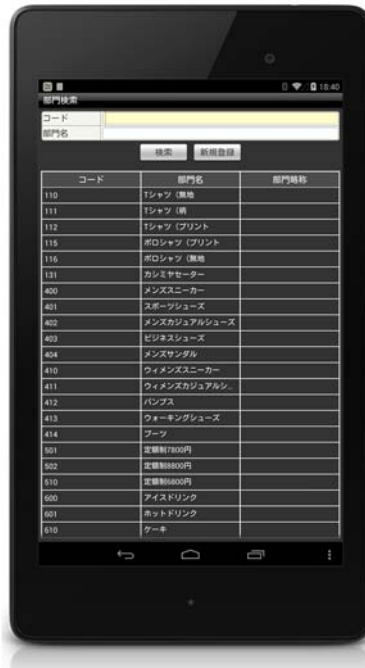 18:40
部門検索
コード
部門名
検索 新規登録
コード 部門名 部門略称
110 Tシャツ（無地
111 Tシャツ（柄
112 Tシャツ（プリント
115 ポロシャツ（プリント
116 ポロシャツ（無地
131 カシミヤセーター
400 メンズスニーカー
401 スポーツシューズ
402 メンズカジュアルシューズ
403 ビジネスシューズ
404 メンズサンダル
410 ウィメンズスニーカー
411 ウィメンズカジュアルシ...
412 パンプス
413 ウォーキングシューズ
414 ブーツ
501 定額制7800円
502 定額制8800円
510 定額制6800円
600 アイスドリンク
601 ホットドリンク
610 ケーキ